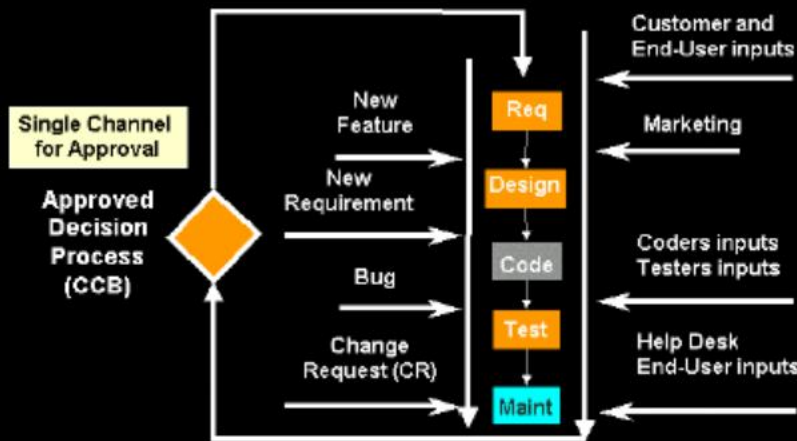 Single Channel
for Approval
Approved
Decision
Process
(CCB)
New
Feature
New
Requirement
Bug
Change
Request (CR)
Req
Design
Code
Test
Maint
Customer and
End-User inputs
Marketing
Coders inputs
Testers inputs
Help Desk
End-User inputs